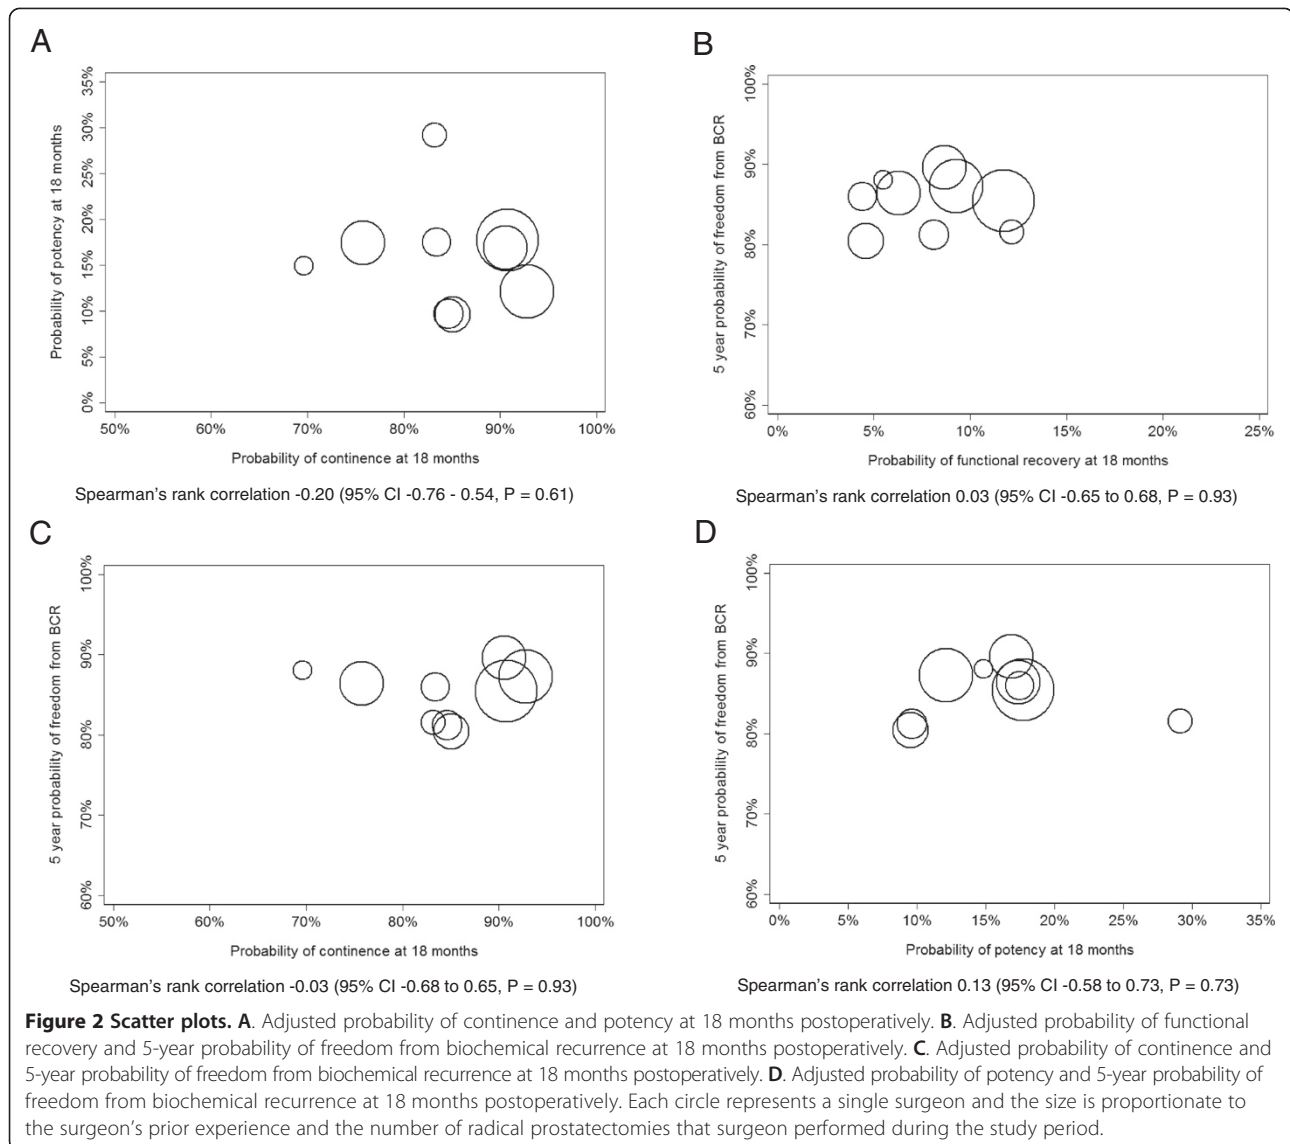 A
Probability of potency at 18 months
35%
30%
25%
20%
15%
10%
5%
0%
50% 60% 70% 80% 90% 100%
Probability of continence at 18 months
Spearman's rank correlation -0.20 (95% CI -0.76 - 0.54, P = 0.61)
B
5 year probability of freedom from BCR
100%
90%
80%
70%
60%
0% 5% 10% 15% 20% 25%
Probability of functional recovery at 18 months
Spearman's rank correlation 0.03 (95% CI -0.65 to 0.68, P = 0.93)
C
5 year probability of freedom from BCR
100%
90%
80%
70%
60%
50% 60% 70% 80% 90% 100%
Probability of continence at 18 months
Spearman's rank correlation -0.03 (95% CI -0.68 to 0.65, P = 0.93)
D
5 year probability of freedom from BCR
100%
90%
80%
70%
60%
0% 5% 10% 15% 20% 25% 30% 35%
Probability of potency at 18 months
Spearman's rank correlation 0.13 (95% CI -0.58 to 0.73, P = 0.73)
Figure 2 Scatter plots. A. Adjusted probability of continence and potency at 18 months postoperatively. B. Adjusted probability of functional
recovery and 5-year probability of freedom from biochemical recurrence at 18 months postoperatively. C. Adjusted probability of continence and
5-year probability of freedom from biochemical recurrence at 18 months postoperatively. D. Adjusted probability of potency and 5-year probability of
freedom from biochemical recurrence at 18 months postoperatively. Each circle represents a single surgeon and the size is proportionate to
the surgeon's prior experience and the number of radical prostatectomies that surgeon performed during the study period.